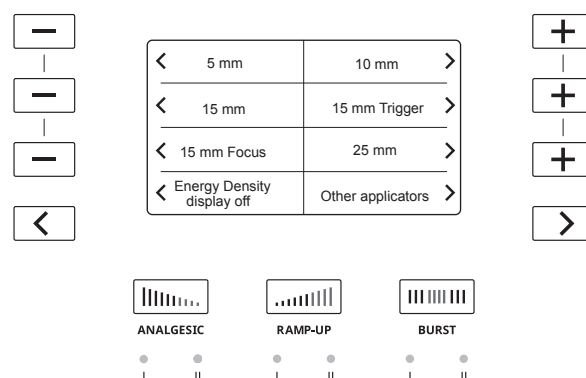 5 mm
10 mm
15 mm
15 mm Trigger
15 mm Focus
25 mm
Energy Density
display off
Other applicators
ANALGESIC
RAMP-UP
BURST
I II I II I II